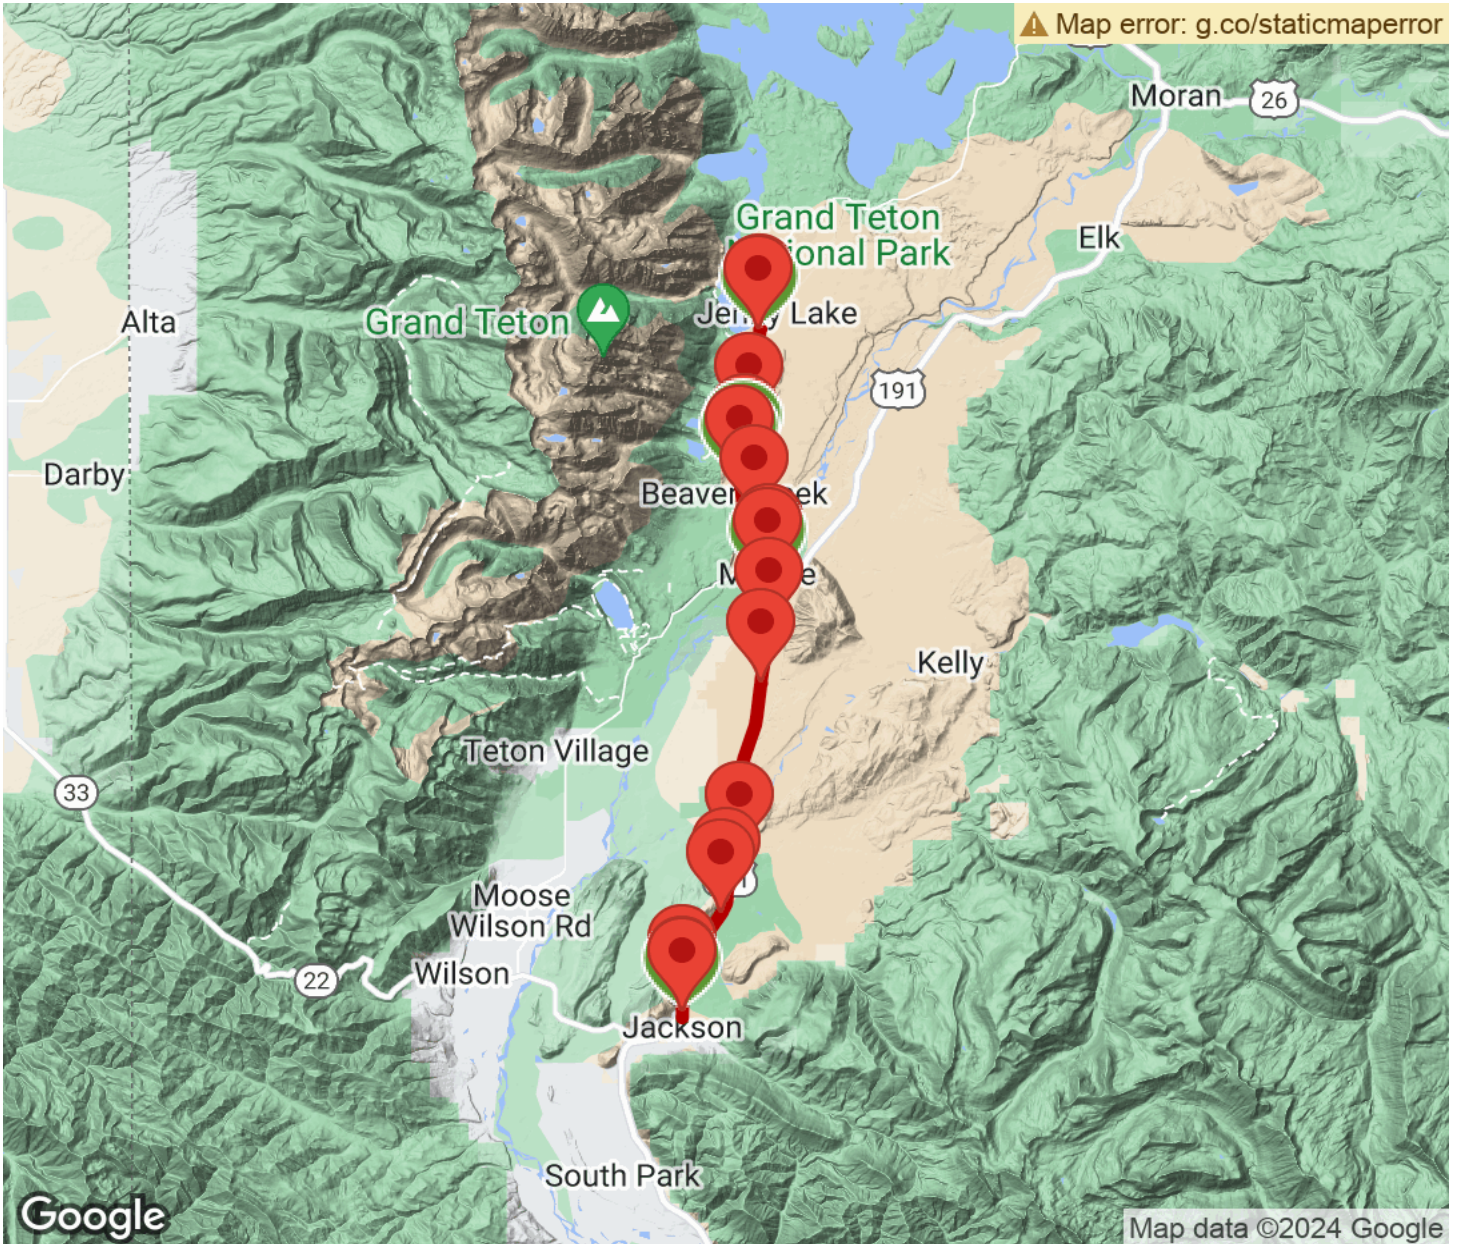 Map error: g.co/staticmaperror
Moran
26
Grand Teton
Park
Elk
Lake
Grand Teton
Alta
191
Darby
Kelly
Teton Village
33
Moose
Wilson Rd
22
Wilson
Jackson
South Park
Google
Map data ©2024 Google